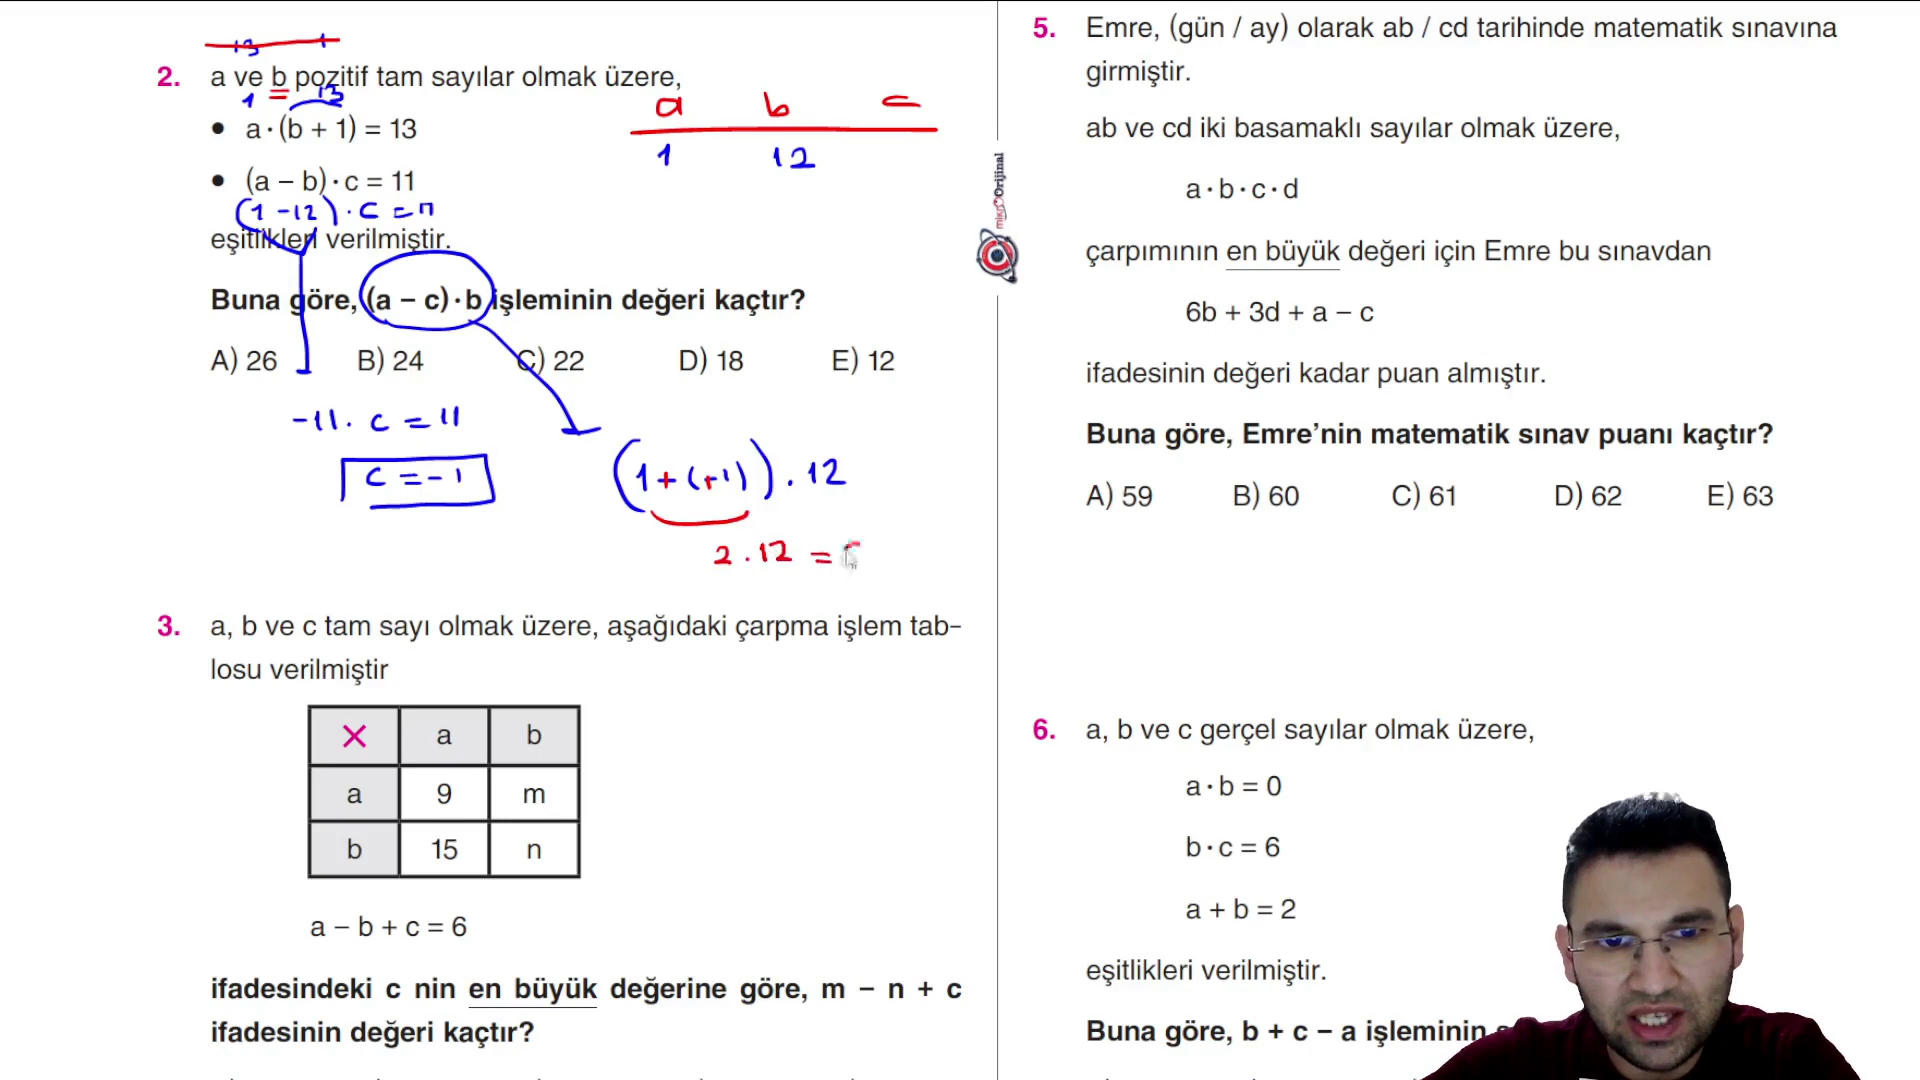 13 1
2. a ve b pozitif tam sayılar olmak üzere,
1 = 13
• a · (b + 1) = 13
• (a – b) · c = 11
(1 -12) · c = 11
eşitlikleri verilmiştir.
Buna göre, (a – c) · b işleminin değeri kaçtır?
A) 26 B) 24 C) 22 D) 18 E) 12
a b c
1 12
-11 · c = 11
c = -1
(1 + (+1)) · 12
2 · 12 =
3. a, b ve c tam sayı olmak üzere, aşağıdaki çarpma işlem tab-
losu verilmiştir
× a b
a 9 m
b 15 n
a – b + c = 6
ifadesindeki c nin en büyük değerine göre, m – n + c
ifadesinin değeri kaçtır?
mikro Orijinal
5. Emre, (gün / ay) olarak ab / cd tarihinde matematik sınavına
girmiştir.
ab ve cd iki basamaklı sayılar olmak üzere,
a · b · c · d
çarpımının en büyük değeri için Emre bu sınavdan
6b + 3d + a – c
ifadesinin değeri kadar puan almıştır.
Buna göre, Emre’nin matematik sınav puanı kaçtır?
A) 59 B) 60 C) 61 D) 62 E) 63
6. a, b ve c gerçel sayılar olmak üzere,
a · b = 0
b · c = 6
a + b = 2
eşitlikleri verilmiştir.
Buna göre, b + c – a işleminin